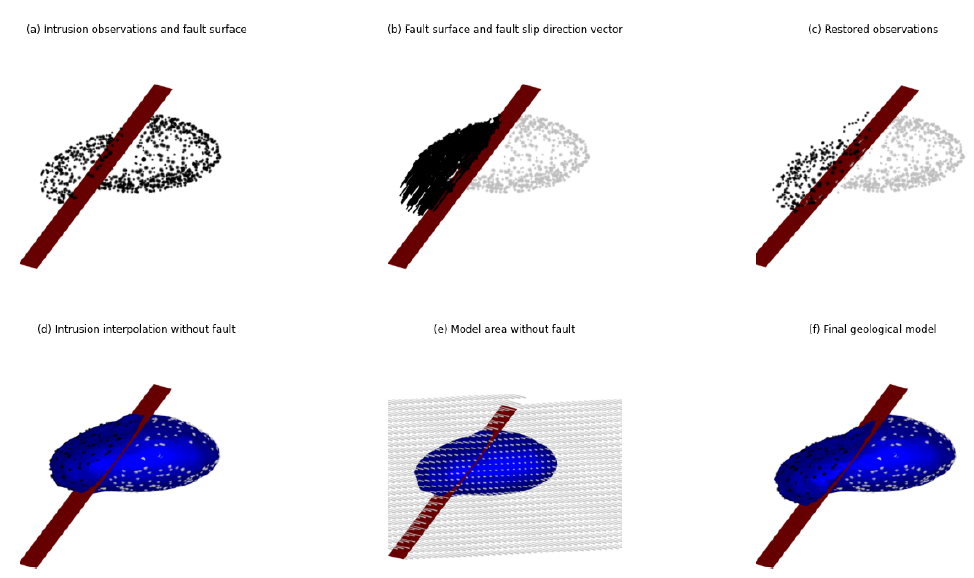 (a) Intrusion observations and fault surface
(b) Fault surface and fault slip direction vector
(c) Restored observations
(d) Intrusion interpolation without fault
(e) Model area without fault
(f) Final geological model